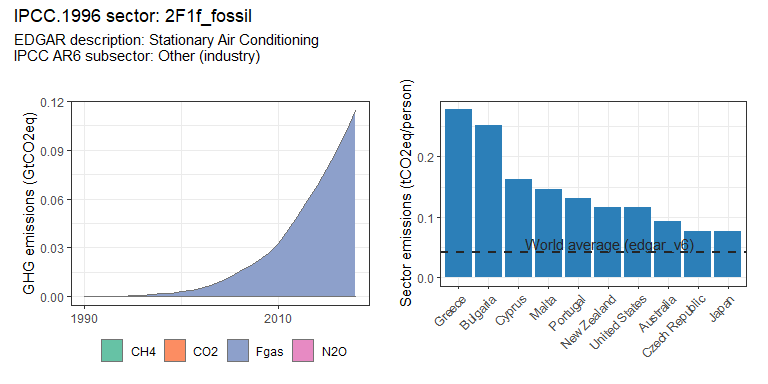 IPCC.1996 sector: 2F1f_fossil
EDGAR description: Stationary Air Conditioning
IPCC AR6 subsector: Other (industry)
GHG emissions (GtCO2eq)
0.12
0.09
0.06
0.03
0.00
1990
2010
CH4
CO2
Fgas
N2O
Sector emissions (tCO2eq/person)
0.2
0.1
0.0
World average (edgar_v6)
Greece
Bulgaria
Cyprus
Malta
Portugal
New Zealand
United States
Australia
Czech Republic
Japan